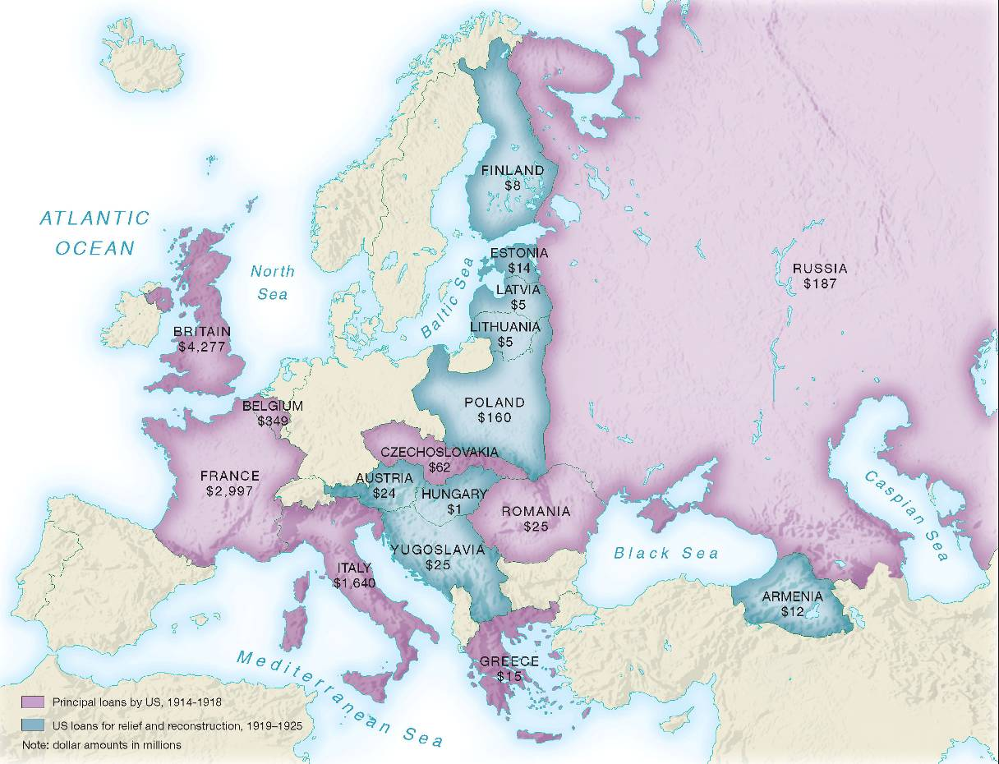 FINLAND
$8
ATLANTIC
OCEAN
North
Sea
ESTONIA
$14
RUSSIA
$187
LATVIA
$5
Baltic Sea
LITHUANIA
$5
BRITAIN
$4,277
BELGIUM
$349
POLAND
$160
CZECHOSLOVAKIA
$62
FRANCE
$2,997
AUSTRIA
$24
HUNGARY
$1
ROMANIA
$25
Caspian Sea
YUGOSLAVIA
$25
Black Sea
ITALY
$1,640
ARMENIA
$12
Mediterranean Sea
GREECE
$15
Principal loans by US, 1914-1918
US loans for relief and reconstruction, 1919–1925
Note: dollar amounts in millions